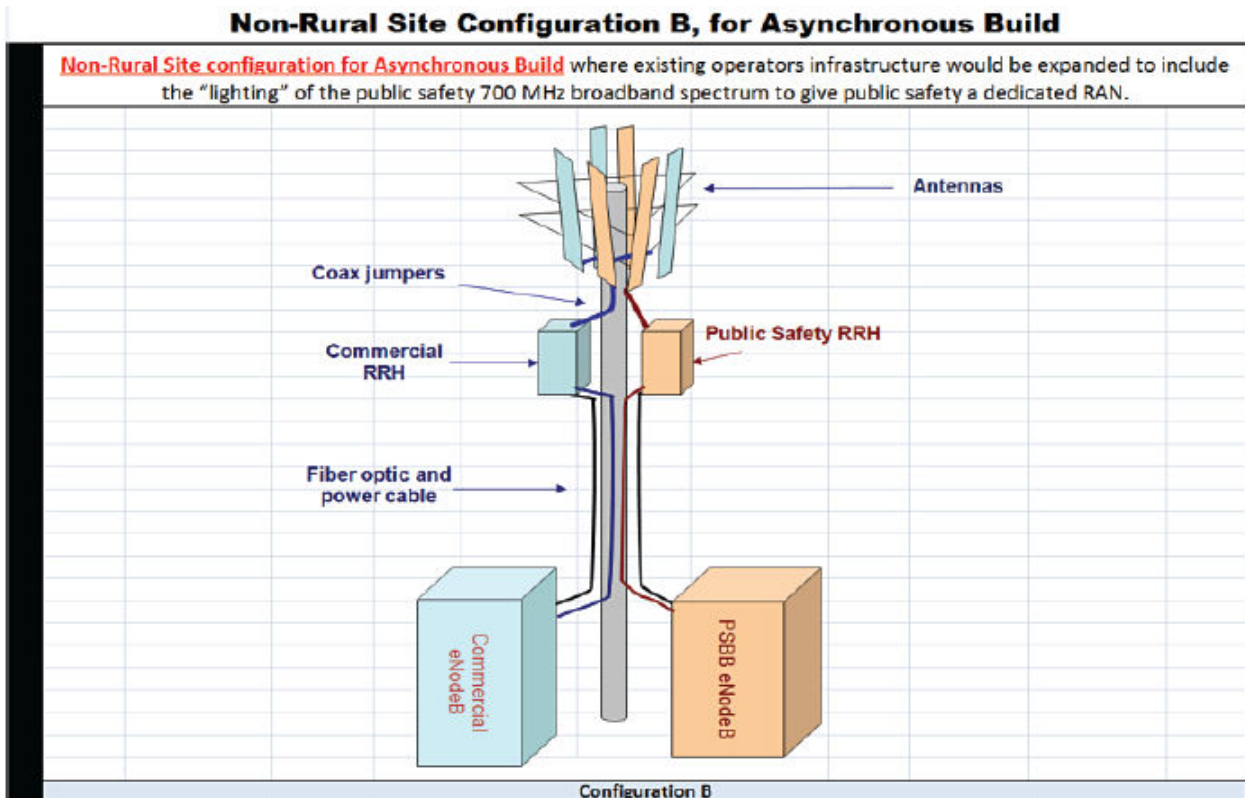 Non-Rural Site Configuration B, for Asynchronous Build
Non-Rural Site configuration for Asynchronous Build where existing operators infrastructure would be expanded to include
the “lighting” of the public safety 700 MHz broadband spectrum to give public safety a dedicated RAN.
Antennas
Coax jumpers
Commercial
RRH
Public Safety RRH
Fiber optic and
power cable
Commercial
eNodeB
PSBB eNodeB
Configuration B